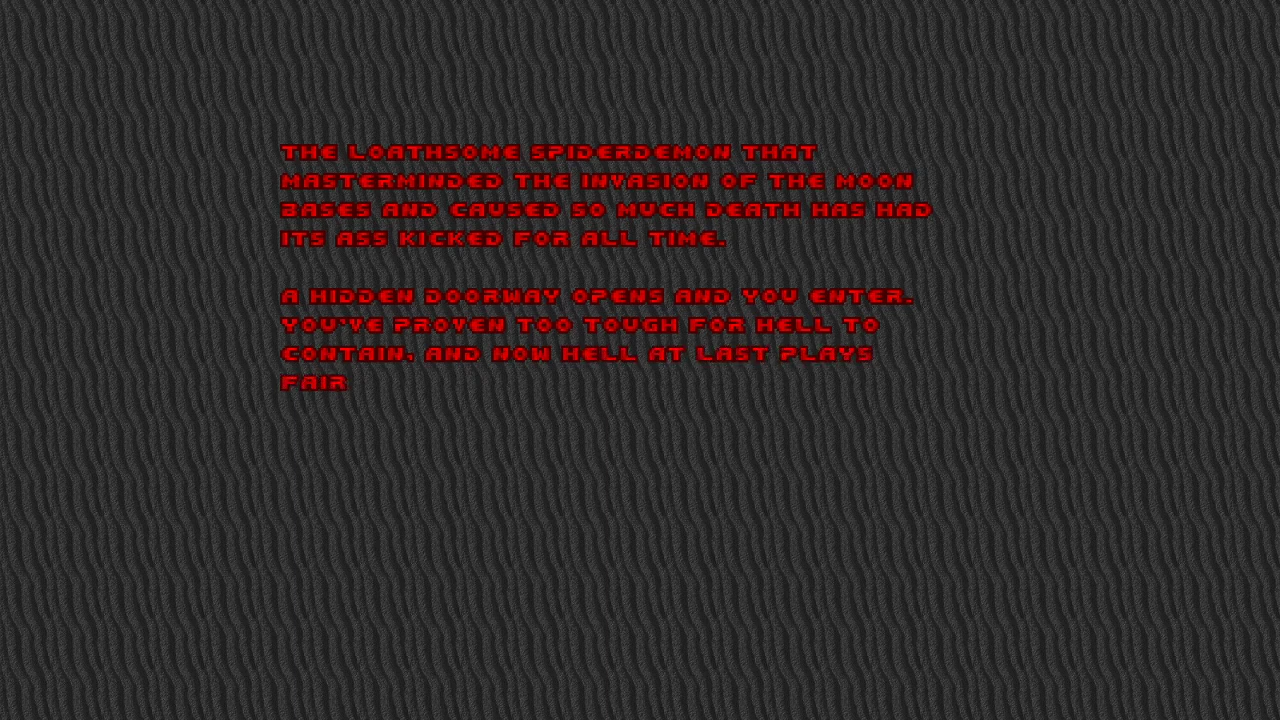 THE LOATHSOME SPIDERDEMON THAT
MASTERMINDED THE INVASION OF THE MOON
BASES AND CAUSED SO MUCH DEATH HAS HAD
ITS ASS KICKED FOR ALL TIME.
A HIDDEN DOORWAY OPENS AND YOU ENTER.
YOU'VE PROVEN TOO TOUGH FOR HELL TO
CONTAIN, AND NOW HELL AT LAST PLAYS
FAIR